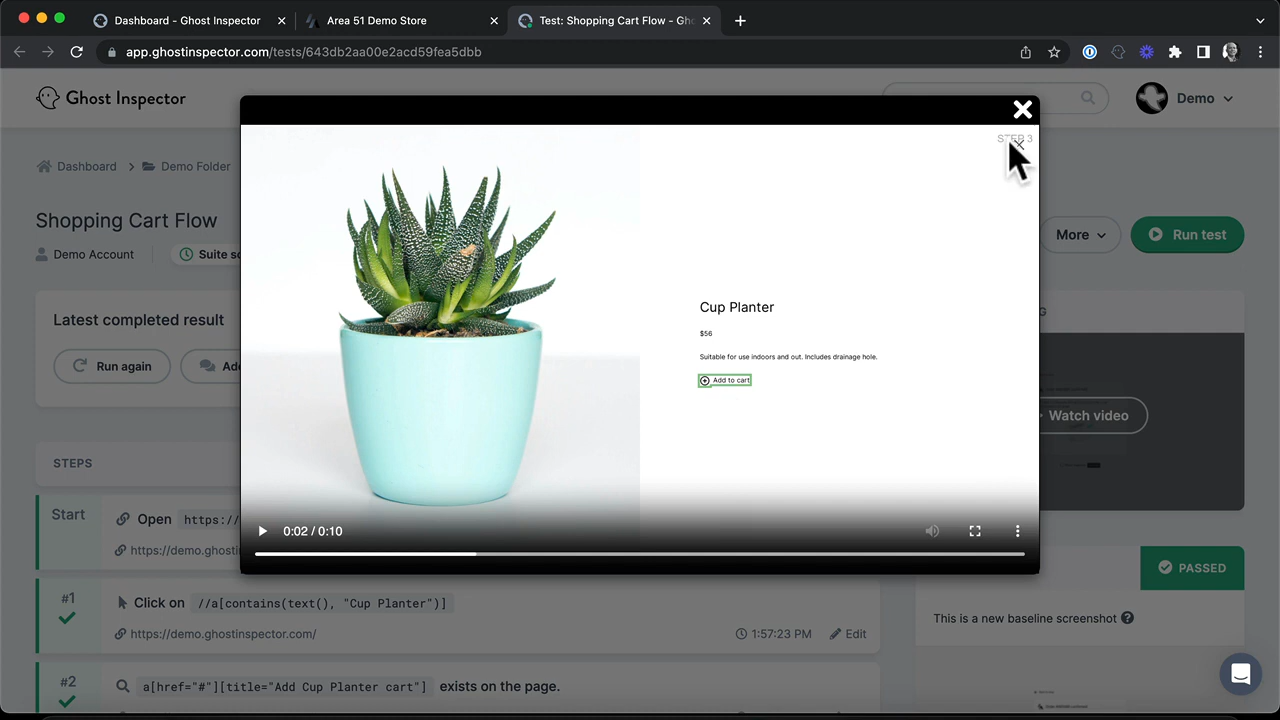 Dashboard - Ghost Inspector
Area 51 Demo Store
Test: Shopping Cart Flow - Gh
app.ghostinspector.com/tests/643db2aa00e2acd59fea5dbb
Ghost Inspector
Demo
Dashboard
Demo Folder
STEP 3
Shopping Cart Flow
More
Run test
Demo Account
Suite
Cup Planter
$56
Suitable for use indoors and out. Includes drainage hole.
Add to cart
Latest completed result
Run again
Watch video
STEPS
0:02 / 0:10
Start
Open https://
https://demo.ghostin
PASSED
#1
Click on //a[contains(text(), "Cup Planter")]
https://demo.ghostinspector.com/
1:57:23 PM
Edit
This is a new baseline screenshot
#2
a[href="#"][title="Add Cup Planter cart"] exists on the page.